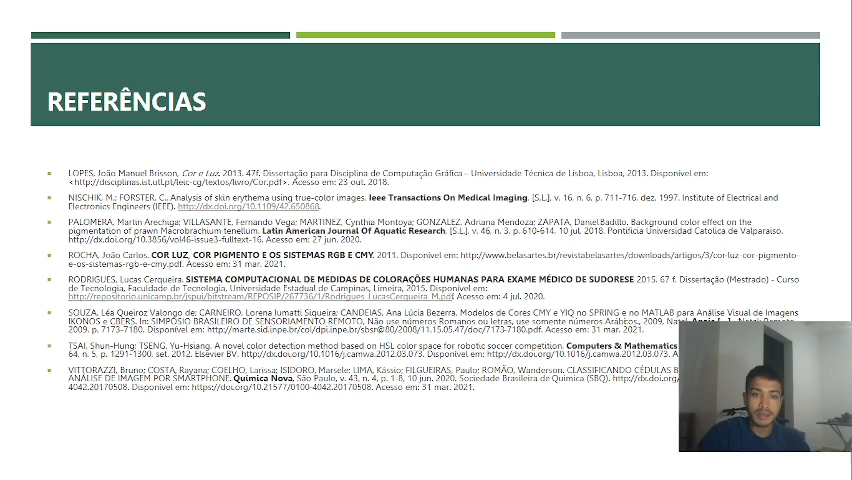 REFERÊNCIAS
LOPES, João Manuel Brisson, Cor e Luz. 2013. 47f. Dissertação para Disciplina de Computação Gráfica – Universidade Técnica de Lisboa, Lisboa, 2013. Disponível em:
<http://disciplinas.ist.utl.pt/leic-cg/textos/livro/Cor.pdf>. Acesso em: 23 out. 2018.
NISCHIK, M.; FORSTER, C.. Analysis of skin erythema using true-color images. Ieee Transactions On Medical Imaging. [S.L.], v. 16, n. 6, p. 711-716, dez. 1997. Institute of Electrical and
Electronics Engineers (IEEE). http://dx.doi.org/10.1109/42.650868.
PALOMERA, Martin Arechiga; VILLASANTE, Fernando Vega; MARTINEZ, Cynthia Montoya; GONZALEZ, Adriana Mendoza; ZAPATA, Daniel Badillo. Background color effect on the
pigmentation of prawn Macrobrachium tenellum. Latin American Journal Of Aquatic Research. [S.L.], v. 46, n. 3, p. 610-614, 10 jul. 2018. Pontificia Universidad Catolica de Valparaiso.
http://dx.doi.org/10.3856/vol46-issue3-fulltext-16. Acesso em: 27 jun. 2020.
ROCHA, João Carlos. COR LUZ, COR PIGMENTO E OS SISTEMAS RGB E CMY. 2011. Disponível em: http://www.belasartes.br/revistabelasartes/downloads/artigos/3/cor-luz-cor-pigmento-
e-os-sistemas-rgb-e-cmy.pdf. Acesso em: 31 mar. 2021.
RODRIGUES, Lucas Cerqueira. SISTEMA COMPUTACIONAL DE MEDIDAS DE COLORAÇÕES HUMANAS PARA EXAME MÉDICO DE SUDORESE 2015. 67 f. Dissertação (Mestrado) - Curso
de Tecnologia, Faculdade de Tecnologia, Universidade Estadual de Campinas, Limeira, 2015. Disponível em:
http://repositorio.unicamp.br/jspui/bitstream/REPOSIP/267736/1/Rodrigues_LucasCerqueira_M.pdf. Acesso em: 4 jul. 2020.
SOUZA, Léa Queiroz Valongo de; CARNEIRO, Lorena Iumatti Siqueira; CANDEIAS, Ana Lúcia Bezerra. Modelos de Cores CMY e YIQ no SPRING e no MATLAB para Análise Visual de Imagens
IKONOS e CBERS. In: SIMPÓSIO BRASILEIRO DE SENSORIAMENTO REMOTO, Não use números Romanos ou letras, use somente números Arábicos., 2009, Natal.
2009. p. 7173-7180. Disponível em: http://marte.sid.inpe.br/col/dpi.inpe.br/sbsr@80/2008/11.15.05.47/doc/7173-7180.pdf. Acesso em: 31 mar. 2021.
TSAI, Shun-Hung; TSENG, Yu-Hsiang. A novel color detection method based on HSL color space for robotic soccer competition. Computers & Mathematics
64, n. 5, p. 1291-1300, set. 2012. Elsevier BV. http://dx.doi.org/10.1016/j.camwa.2012.03.073. Disponível em: http://dx.doi.org/10.1016/j.camwa.2012.03.073. A
VITTORAZZI, Bruno; COSTA, Rayana; COELHO, Larissa; ISIDORO, Marsele; LIMA, Kássio; FILGUEIRAS, Paulo; ROMÃO, Wanderson. CLASSIFICANDO CÉDULAS B
ANÁLISE DE IMAGEM POR SMARTPHONE. Química Nova, São Paulo, v. 43, n. 4, p. 1-8, 10 jun. 2020. Sociedade Brasileira de Química (SBQ). http://dx.doi.org/
4042.20170508. Disponível em: https://doi.org/10.21577/0100-4042.20170508. Acesso em: 31 mar. 2021.